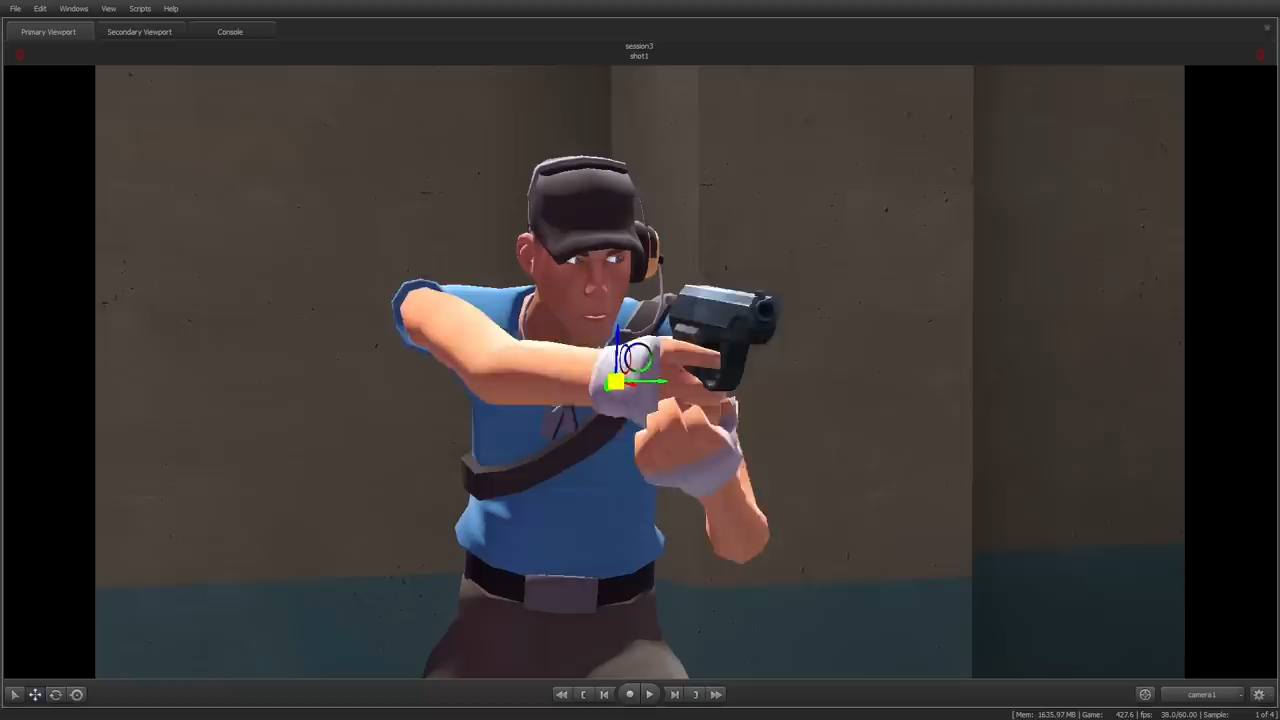 File Edit Windows View Scripts Help
Primary Viewport Secondary Viewport Console
session3
shot1
camera1
[ Mem: 1635.97 MB | Game: 427.6, fps: 38.0/60.00, Sample: 1 of 4 ]